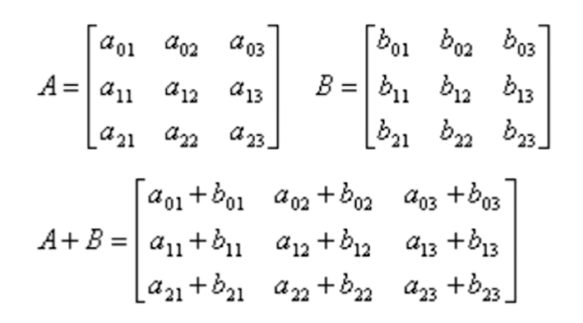 A = [a₀₁ a₀₂ a₀₃] B = [b₀₁ b₀₂ b₀₃]
[a₁₁ a₁₂ a₁₃] [b₁₁ b₁₂ b₁₃]
[a₂₁ a₂₂ a₂₃] [b₂₁ b₂₂ b₂₃]
A + B = [a₀₁ + b₀₁ a₀₂ + b₀₂ a₀₃ + b₀₃]
[a₁₁ + b₁₁ a₁₂ + b₁₂ a₁₃ + b₁₃]
[a₂₁ + b₂₁ a₂₂ + b₂₂ a₂₃ + b₂₃]